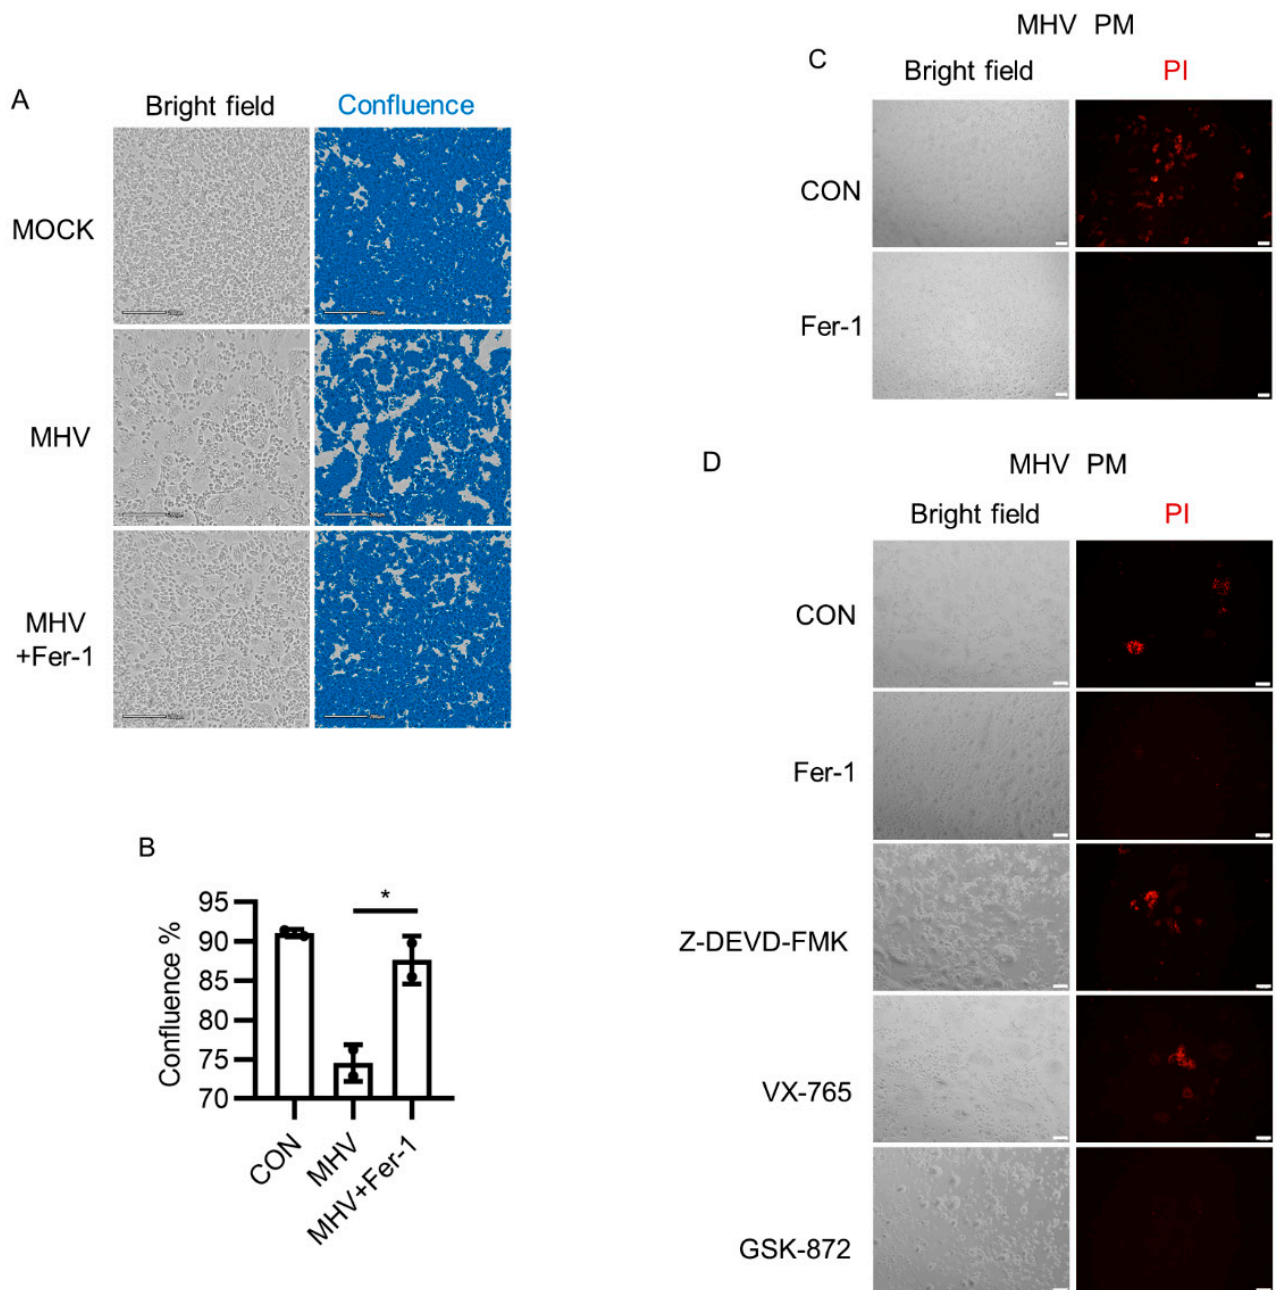 A
Bright field
Confluence
MOCK
MHV
MHV
+Fer-1
B
*
Confluence %
95
90
85
80
75
70
CON
MHV
MHV+Fer-1
C
MHV PM
Bright field
PI
CON
Fer-1
D
MHV PM
Bright field
PI
CON
Fer-1
Z-DEVD-FMK
VX-765
GSK-872